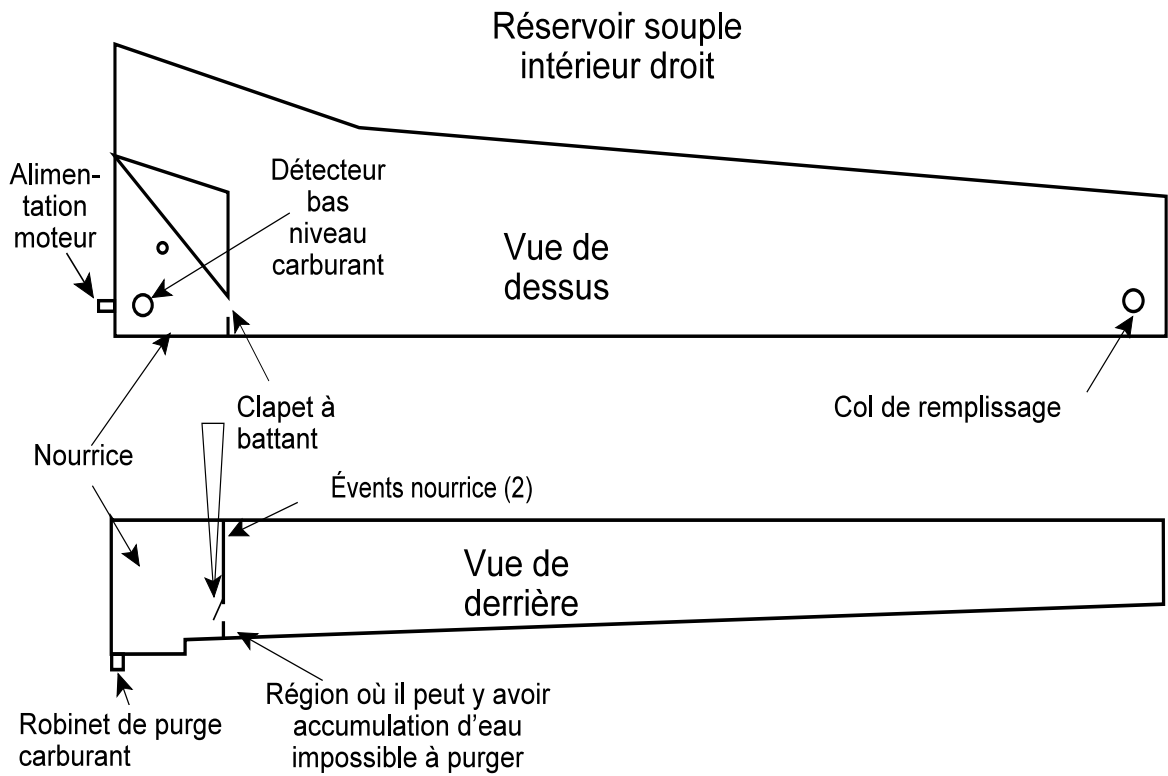 Réservoir souple
intérieur droit
Alimen-
tation
moteur
Détecteur
bas
niveau
carburant
Vue de
dessus
Clapet à
battant
Col de remplissage
Nourrice
Évents nourrice (2)
Vue de
derrière
Robinet de purge
carburant
Région où il peut y avoir
accumulation d'eau
impossible à purger